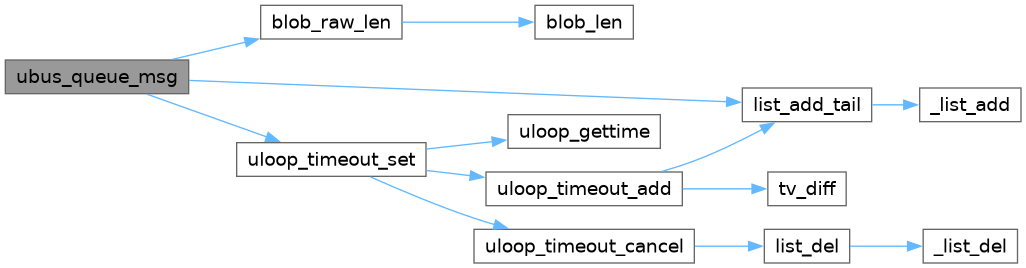 ubus_queue_msg
blob_raw_len
blob_len
list_add_tail
_list_add
uloop_timeout_set
uloop_gettime
uloop_timeout_add
tv_diff
uloop_timeout_cancel
list_del
_list_del